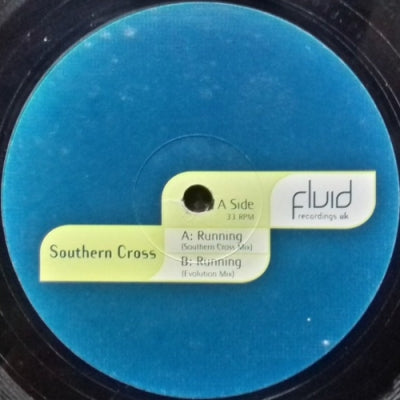 A Side
33 RPM
fluid
recordings uk
Southern Cross
A: Running
(Southern Cross Mix)
B: Running
(Evolution Mix)